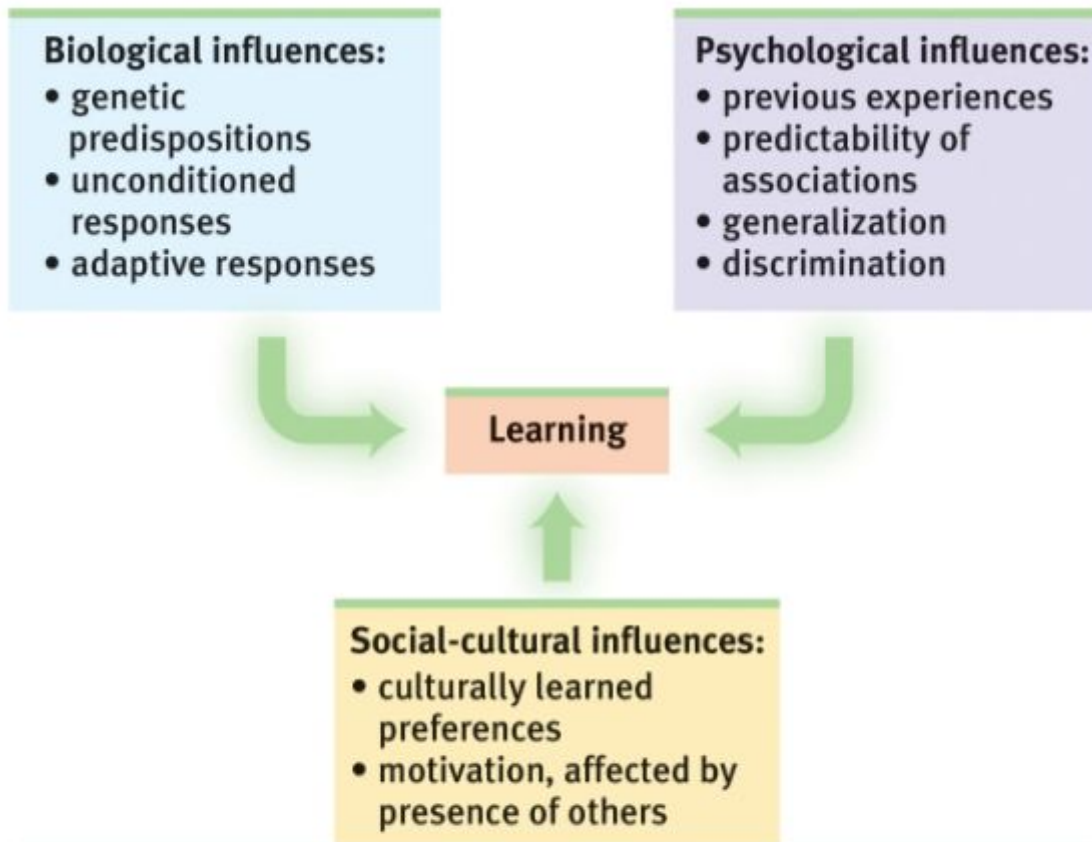 Biological influences:
• genetic
predispositions
• unconditioned
responses
• adaptive responses
Psychological influences:
• previous experiences
• predictability of
associations
• generalization
• discrimination
Learning
Social-cultural influences:
• culturally learned
preferences
• motivation, affected by
presence of others